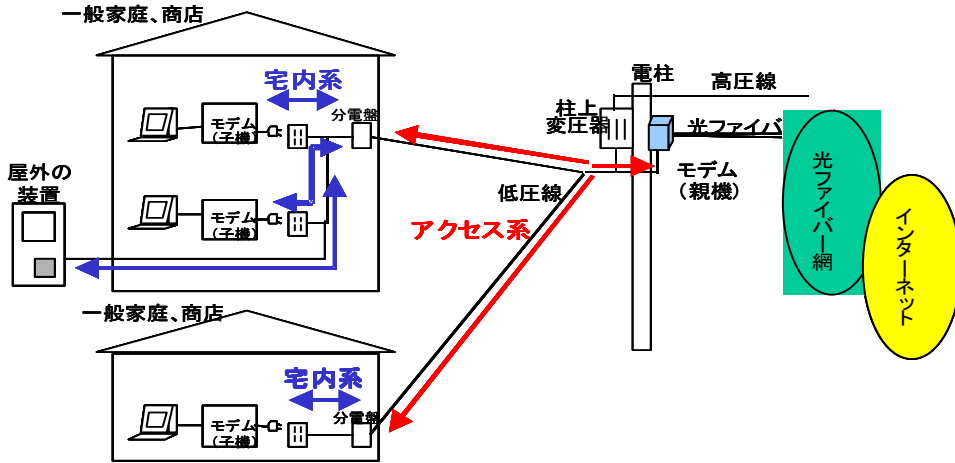 一般家庭、商店
宅内系
分電盤
モデム
(子機)
屋外の
装置
モデム
(子機)
電柱
高圧線
柱上
変圧器
光ファイバ
モデム
(親機)
低圧線
アクセス系
光ファイバー網
インターネット
一般家庭、商店
宅内系
分電盤
モデム
(子機)